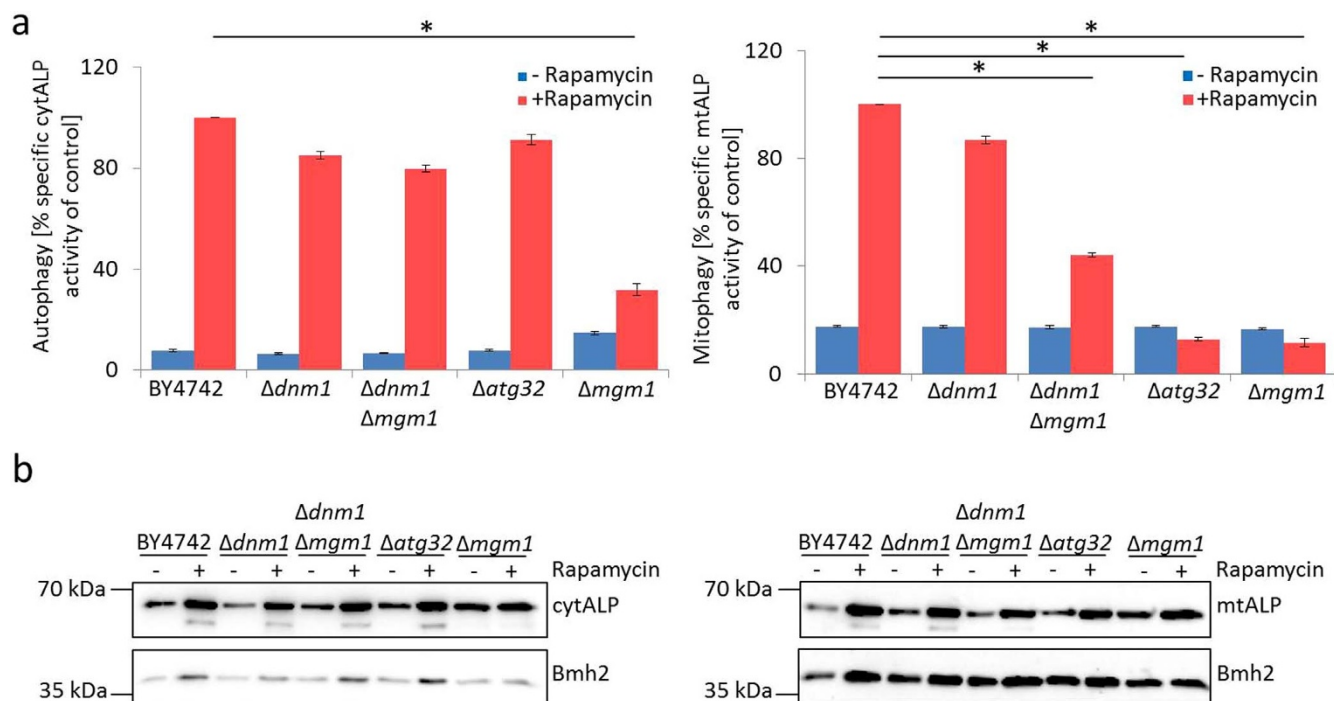 a
Autophagy [% specific cytALP
activity of control]
120
80
40
0
*
- Rapamycin
+Rapamycin
BY4742
Δdnm1
Δdnm1
Δmgm1
Δatg32
Δmgm1
Mitophagy [% specific mtALP
activity of control]
120
80
40
0
*
*
*
- Rapamycin
+Rapamycin
BY4742
Δdnm1
Δdnm1
Δmgm1
Δatg32
Δmgm1
b
Δdnm1
BY4742 Δdnm1 Δmgm1 Δatg32 Δmgm1
- + - + - + - + - + Rapamycin
70 kDa
cytALP
Bmh2
35 kDa
Δdnm1
BY4742 Δdnm1 Δmgm1 Δatg32 Δmgm1
- + - + - + - + - + Rapamycin
70 kDa
mtALP
Bmh2
35 kDa